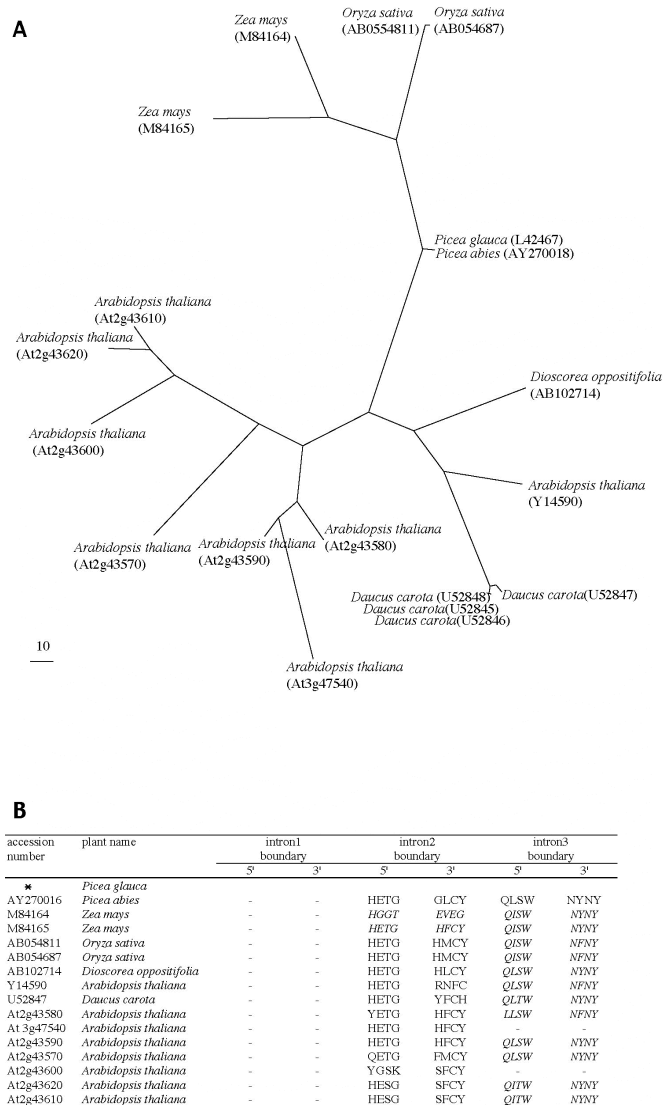 A
Zea mays
(M84164)
Oryza sativa
(AB0554811)
Oryza sativa
(AB054687)
Zea mays
(M84165)
Picea glauca (L42467)
Picea abies (AY270018)
Arabidopsis thaliana
(At2g43610)
Arabidopsis thaliana
(At2g43620)
Dioscorea oppositifolia
(AB102714)
Arabidopsis thaliana
(At2g43600)
Arabidopsis thaliana
(Y14590)
Arabidopsis thaliana
(At2g43570)
Arabidopsis thaliana
(At2g43590)
Arabidopsis thaliana
(At2g43580)
Daucus carota (U52848)
Daucus carota(U52845)
Daucus carota(U52846)
Daucus carota(U52847)
10
Arabidopsis thaliana
(At3g47540)
B
accession number plant name intron1 boundary intron2 boundary intron3 boundary
5' 3' 5' 3' 5' 3'
* Picea glauca
AY270016 Picea abies - - HETG GLCY QLSW NYNY
M84164 Zea mays - - HGGT EVEG QISW NYNY
M84165 Zea mays - - HETG HFCY QISW NYNY
AB054811 Oryza sativa - - HETG HMCY QISW NFNY
AB054687 Oryza sativa - - HETG HMCY QISW NFNY
AB102714 Dioscorea oppositifolia - - HETG HLCY QLSW NYNY
Y14590 Arabidopsis thaliana - - HETG RNFC QLSW NFNY
U52847 Daucus carota - - HETG YFCH QLTW NYNY
At2g43580 Arabidopsis thaliana - - YETG HFCY LLSW NFNY
At 3g47540 Arabidopsis thaliana - - HETG HFCY - -
At2g43590 Arabidopsis thaliana - - HETG HFCY QLSW NYNY
At2g43570 Arabidopsis thaliana - - QETG FMCY QLSW NYNY
At2g43600 Arabidopsis thaliana - - YGSK SFCY - -
At2g43620 Arabidopsis thaliana - - HESG SFCY QITW NYNY
At2g43610 Arabidopsis thaliana - - HESG SFCY QITW NYNY